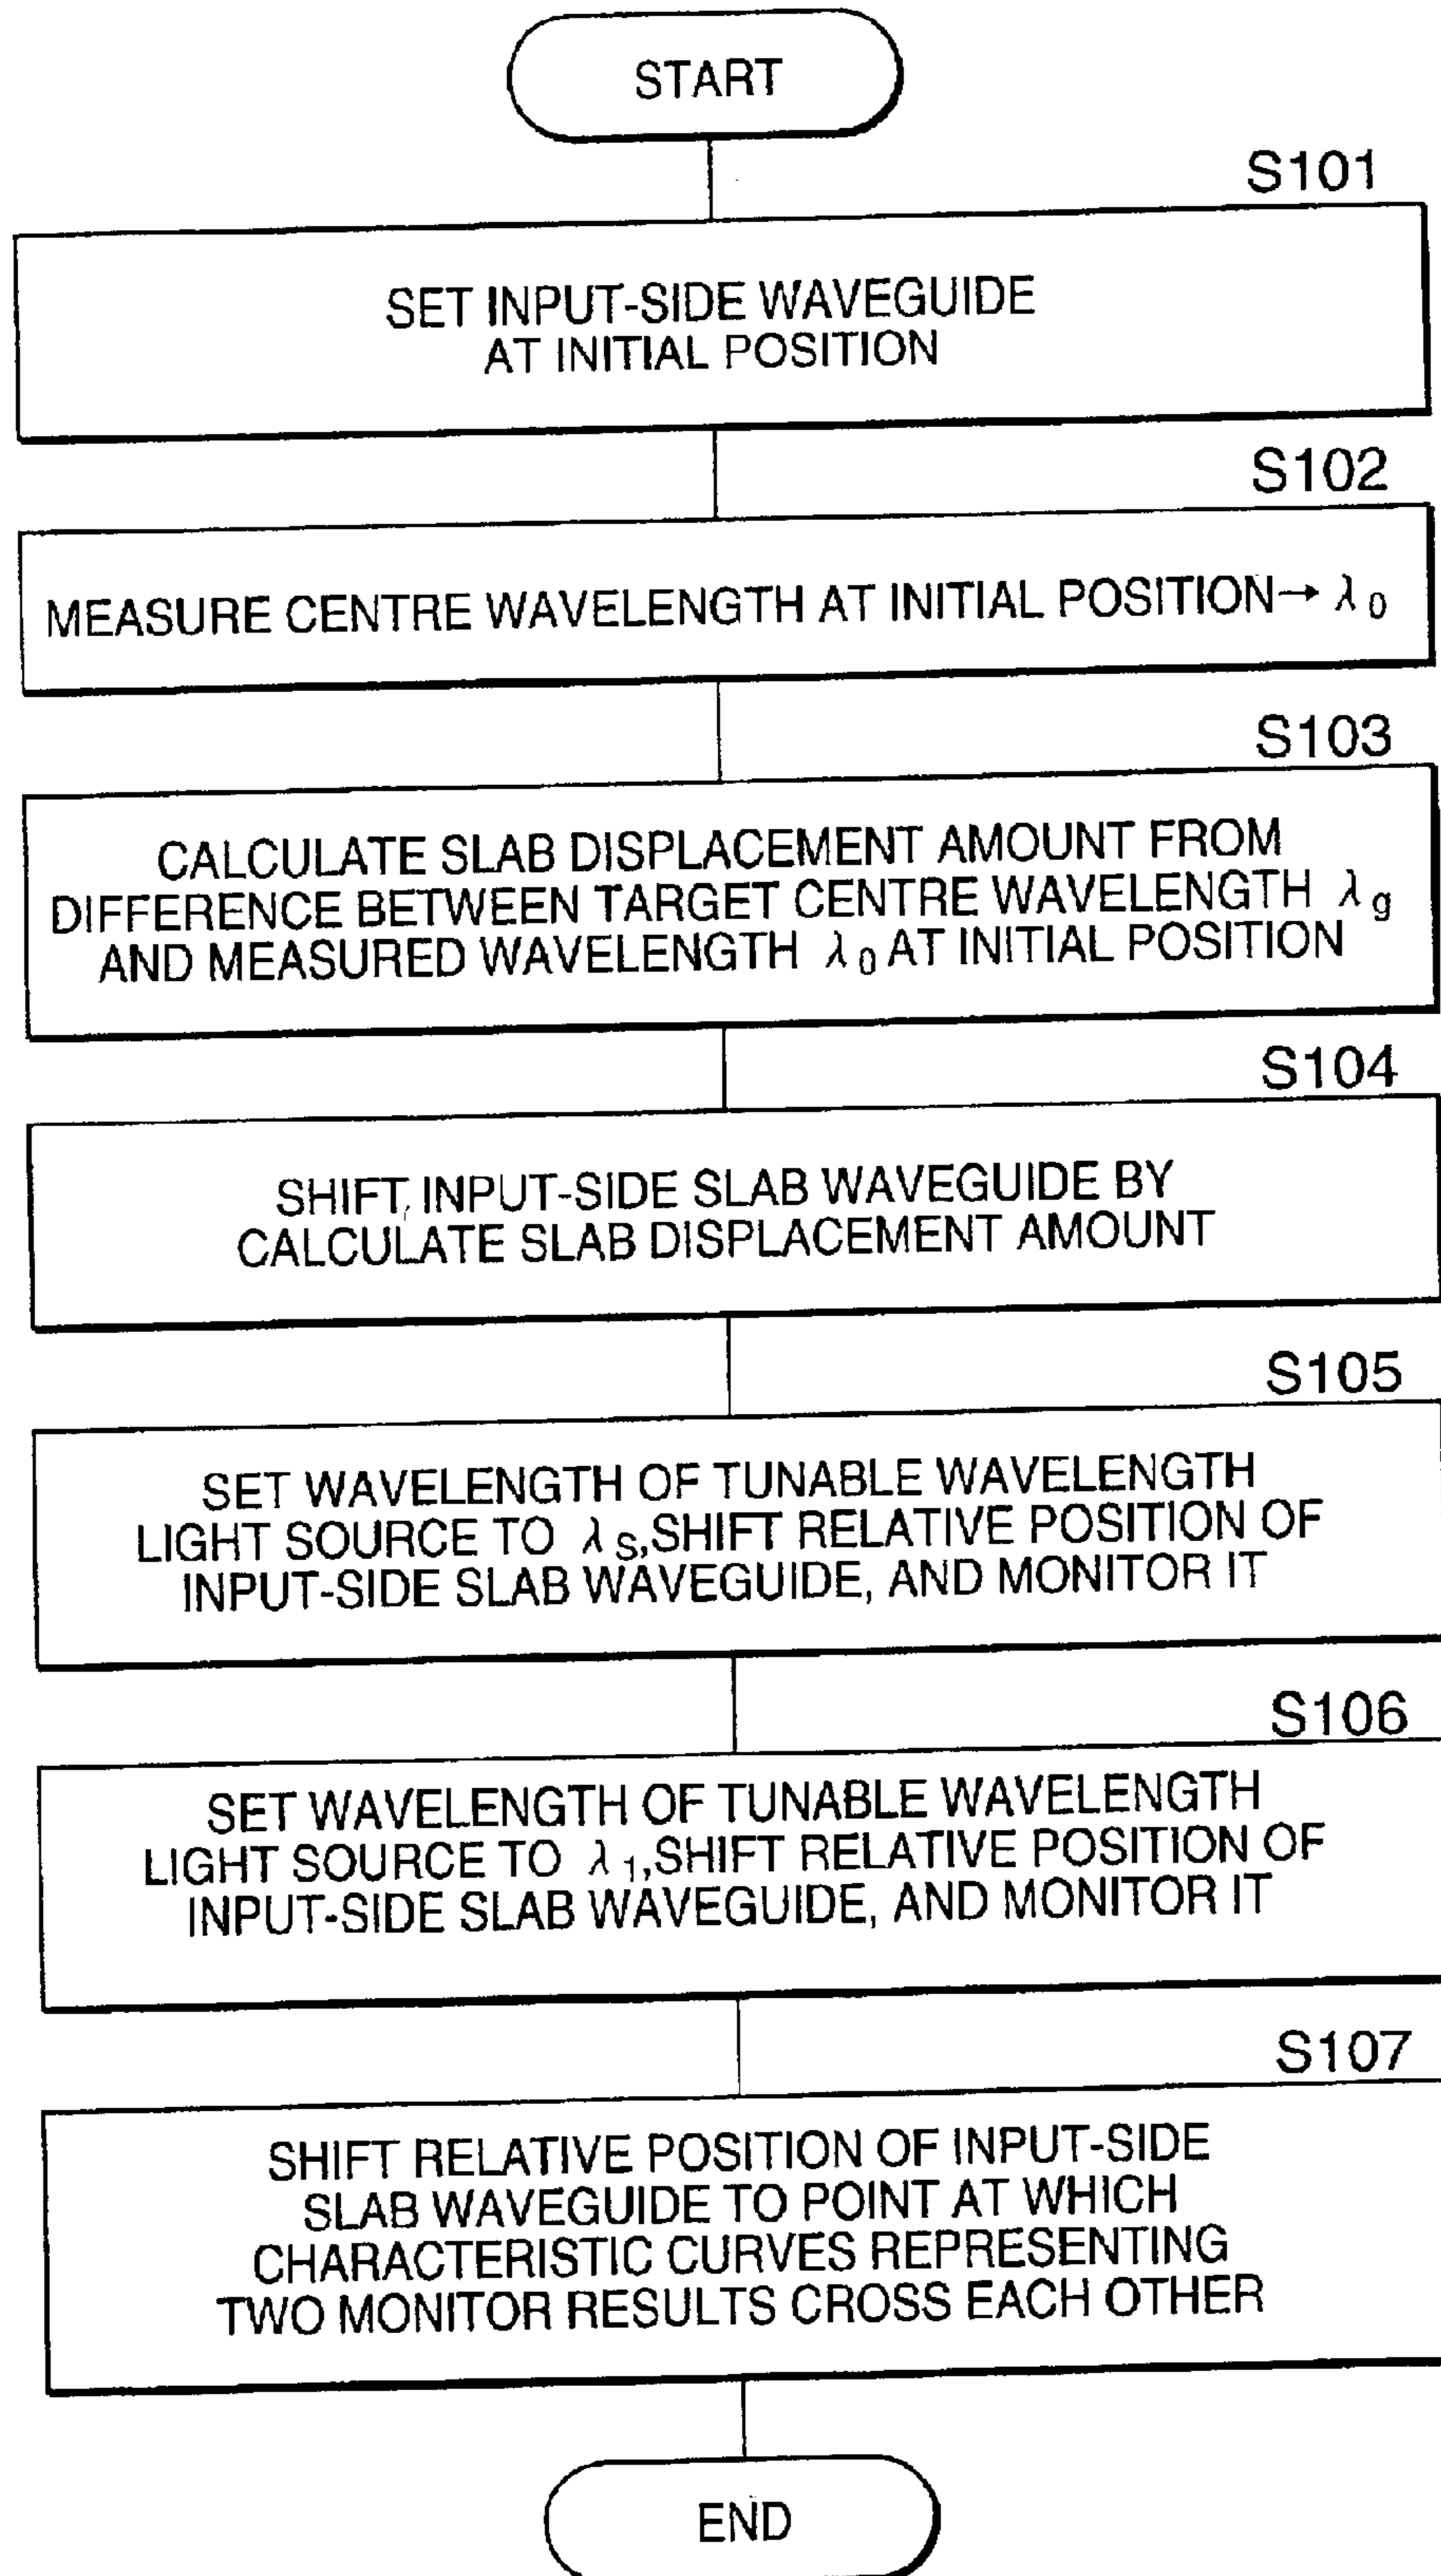 START
S101
SET INPUT-SIDE WAVEGUIDE
AT INITIAL POSITION
S102
MEASURE CENTRE WAVELENGTH AT INITIAL POSITION→ λ₀
S103
CALCULATE SLAB DISPLACEMENT AMOUNT FROM
DIFFERENCE BETWEEN TARGET CENTRE WAVELENGTH λg
AND MEASURED WAVELENGTH λ₀ AT INITIAL POSITION
S104
SHIFT INPUT-SIDE SLAB WAVEGUIDE BY
CALCULATE SLAB DISPLACEMENT AMOUNT
S105
SET WAVELENGTH OF TUNABLE WAVELENGTH
LIGHT SOURCE TO λS,SHIFT RELATIVE POSITION OF
INPUT-SIDE SLAB WAVEGUIDE, AND MONITOR IT
S106
SET WAVELENGTH OF TUNABLE WAVELENGTH
LIGHT SOURCE TO λ₁,SHIFT RELATIVE POSITION OF
INPUT-SIDE SLAB WAVEGUIDE, AND MONITOR IT
S107
SHIFT RELATIVE POSITION OF INPUT-SIDE
SLAB WAVEGUIDE TO POINT AT WHICH
CHARACTERISTIC CURVES REPRESENTING
TWO MONITOR RESULTS CROSS EACH OTHER
END